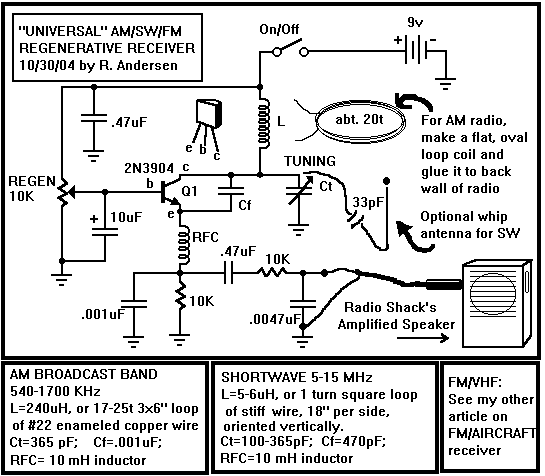 "UNIVERSAL" AM/SW/FM
REGENERATIVE RECEIVER
10/30/04 by R. Andersen
On/Off
9v
+
-
.47uF
e
b
c
L
abt. 20t
For AM radio,
make a flat, oval
loop coil and
glue it to back
wall of radio
2N3904
c
TUNING
REGEN
10K
b
Q1
Cf
Ct
33pF
e
+
10uF
Optional whip
antenna for SW
RFC
.47uF
10K
.001uF
10K
.0047uF
Radio Shack's
Amplified Speaker
AM BROADCAST BAND
540-1700 KHz
L=240uH, or 17-25t 3x6" loop
of #22 enameled copper wire
Ct=365 pF; Cf=.001uF;
RFC= 10 mH inductor
SHORTWAVE 5-15 MHz
L=5-6uH, or 1 turn square loop
of stiff wire, 18" per side,
oriented vertically.
Ct=100-365pF; Cf=470pF;
RFC=10 mH inductor
FM/VHF:
See my other
article on
FM/AIRCRAFT
receiver